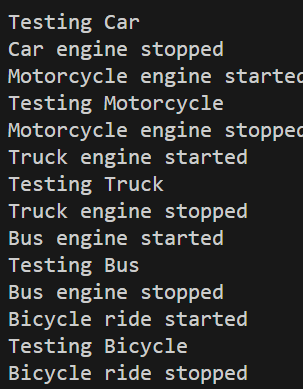 Testing Car
Car engine stopped
Motorcycle engine started
Testing Motorcycle
Motorcycle engine stopped
Truck engine started
Testing Truck
Truck engine stopped
Bus engine started
Testing Bus
Bus engine stopped
Bicycle ride started
Testing Bicycle
Bicycle ride stopped